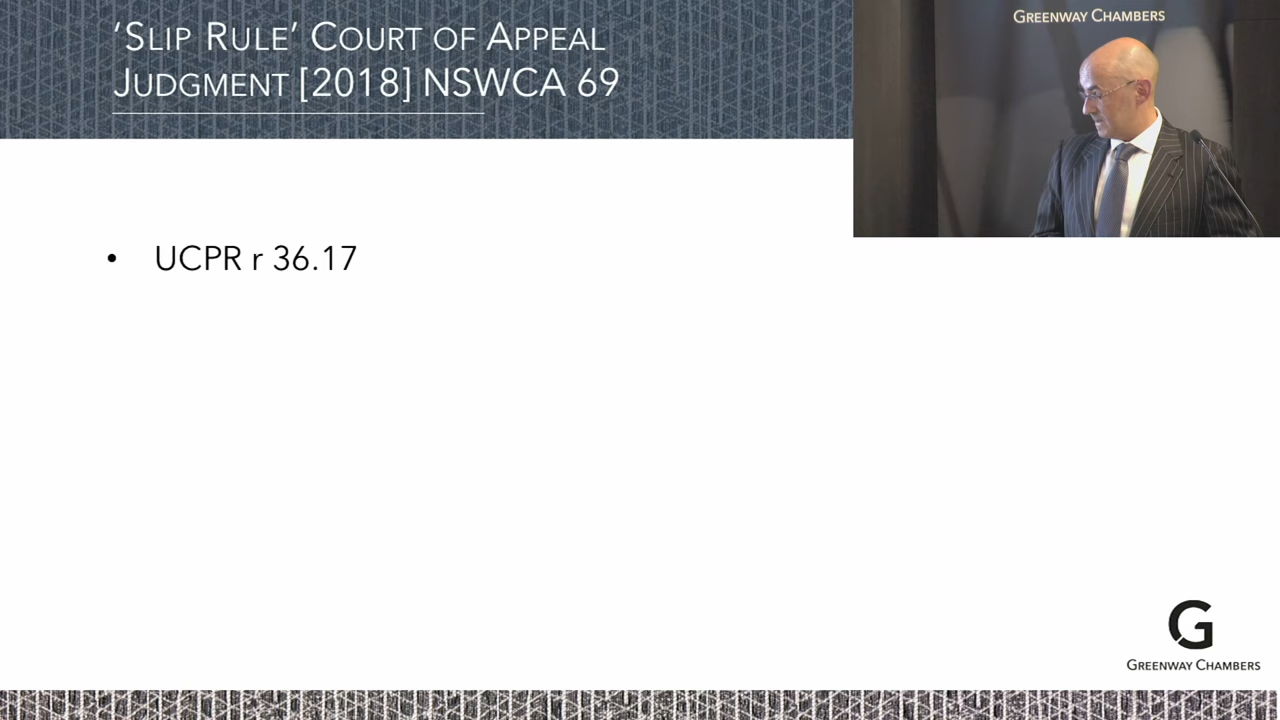 ‘SLIP RULE’ COURT OF APPEAL
JUDGMENT [2018] NSWCA 69
GREENWAY CHAMBERS
• UCPR r 36.17
G
GREENWAY CHAMBERS